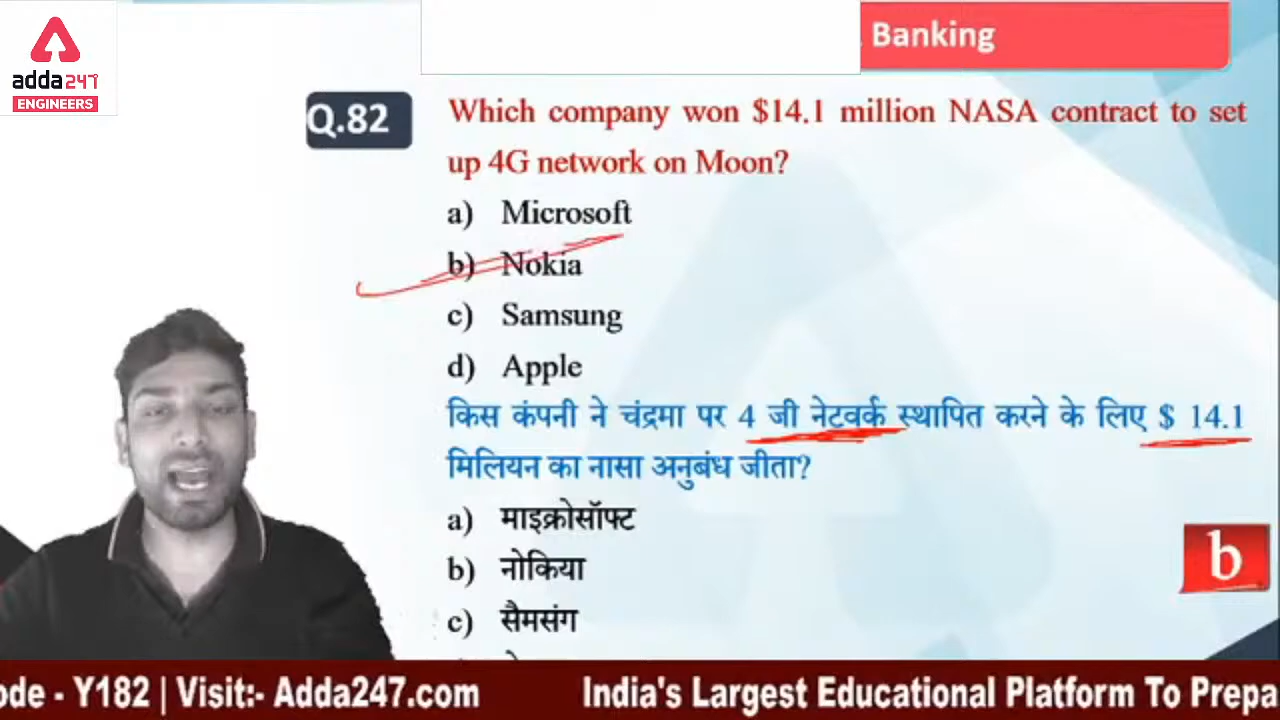 adda247
ENGINEERS
Banking
Q.82
Which company won $14.1 million NASA contract to set
up 4G network on Moon?
a) Microsoft
b) Nokia
c) Samsung
d) Apple
किस कंपनी ने चंद्रमा पर 4 जी नेटवर्क स्थापित करने के लिए $ 14.1
मिलियन का नासा अनुबंध जीता?
a) माइक्रोसॉफ्ट
b) नोकिया
c) सैमसंग
b
ode - Y182 | Visit:- Adda247.com India's Largest Educational Platform To Prepa